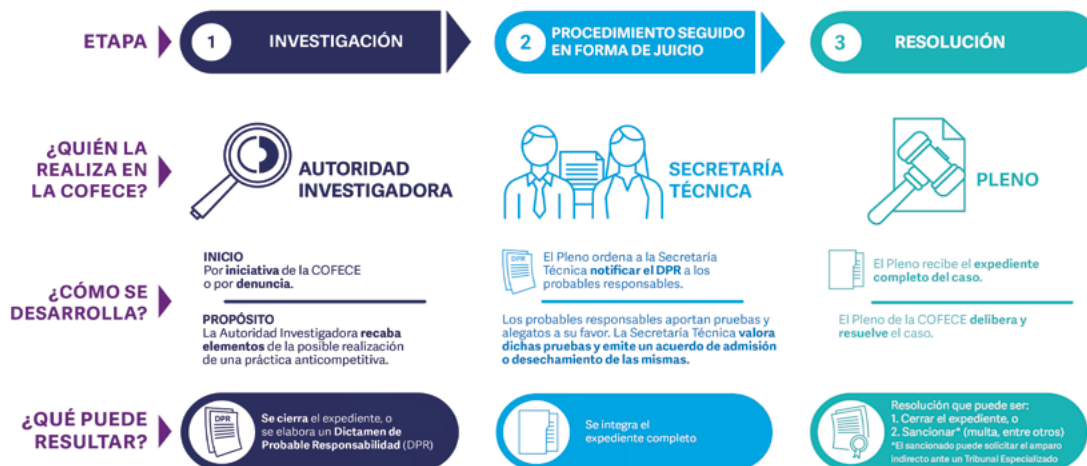 ETAPA
1
INVESTIGACIÓN
2
PROCEDIMIENTO SEGUIDO
EN FORMA DE JUICIO
3
RESOLUCIÓN
¿QUIÉN LA
REALIZA EN
LA COFECE?
AUTORIDAD
INVESTIGADORA
SECRETARÍA
TÉCNICA
PLENO
¿CÓMO SE
DESARROLLA?
INICIO
Por iniciativa de la COFECE
o por denuncia.
PROPÓSITO
La Autoridad Investigadora recaba
elementos de la posible realización
de una práctica anticompetitiva.
DPR
El Pleno ordena a la Secretaría
Técnica notificar el DPR a los
probables responsables.
Los probables responsables aportan pruebas y
alegatos a su favor. La Secretaría Técnica valora
dichas pruebas y emite un acuerdo de admisión
o desechamiento de las mismas.
El Pleno recibe el expediente
completo del caso.
El Pleno de la COFECE delibera y
resuelve el caso.
¿QUÉ PUEDE
RESULTAR?
DPR
Se cierra el expediente, o
se elabora un Dictamen de
Probable Responsabilidad (DPR)
Se integra el
expediente completo
Resolución que puede ser:
1. Cerrar el expediente, o
2. Sancionar* (multa, entre otros)
*El sancionado puede solicitar el amparo
indirecto ante un Tribunal Especializado